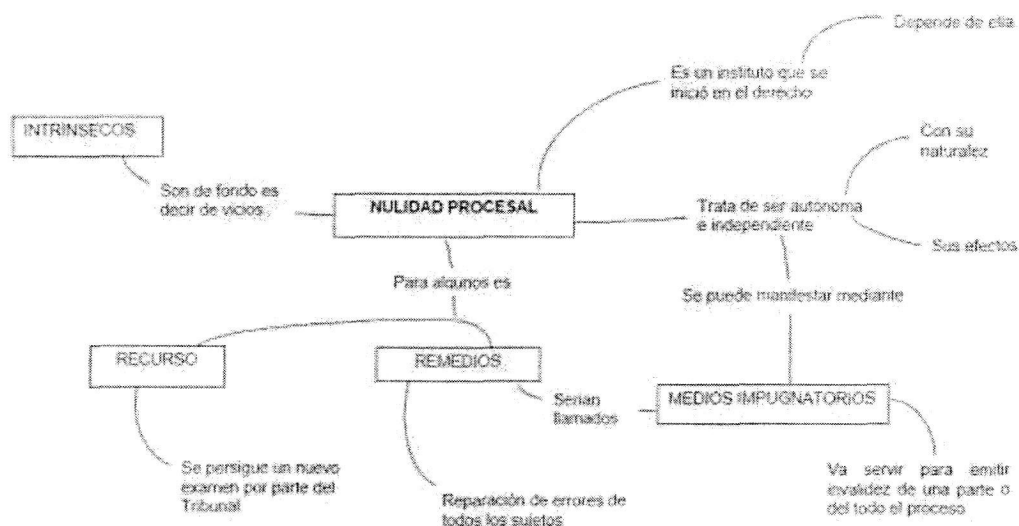 Depende de ella
Es un instituto que se
inició en el derecho
INTRINSECOS
Con su
naturalez
Son de fondo es
decir de vicios
NULIDAD PROCESAL
Trata de ser autonoma
e independiente
Sus efectos
Para algunos es
Se puede manifestar mediante
RECURSO
REMEDIOS
Serian
llamados
MEDIOS IMPUGNATORIOS
Se persigue un nuevo
examen por parte del
Tribunal
Reparación de errores de
todos los sujetos
Va servir para emitir
invalidez de una parte o
del todo el proceso